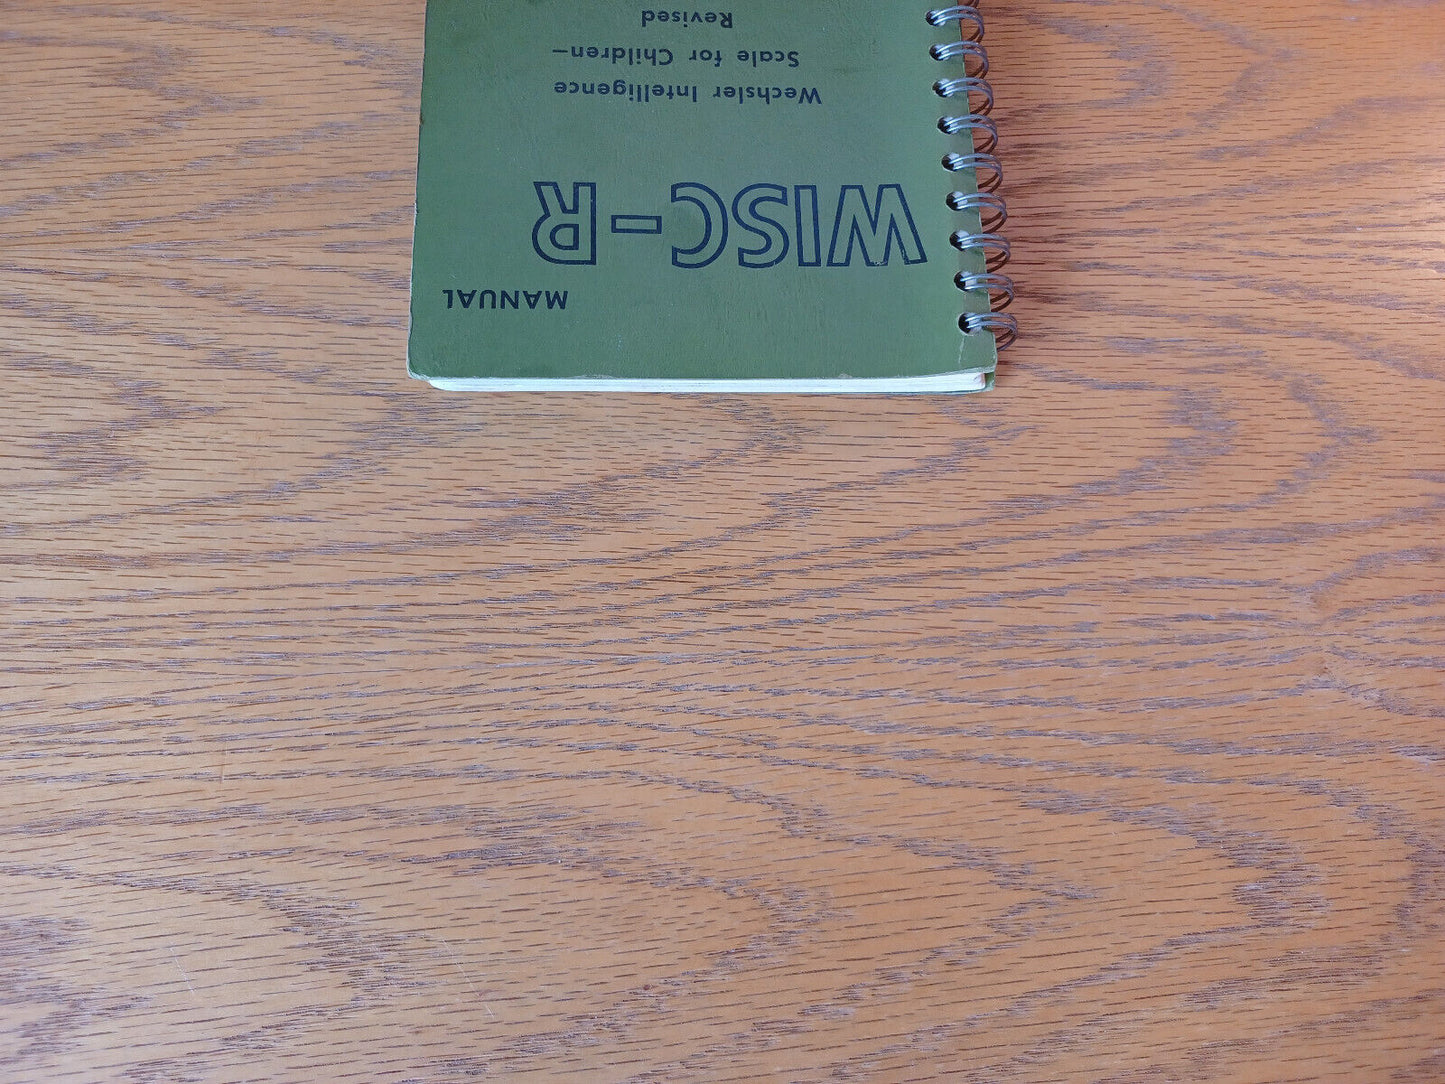 MANUAL
WISC-R
Wechsler Intelligence
Scale for Children—
Revised